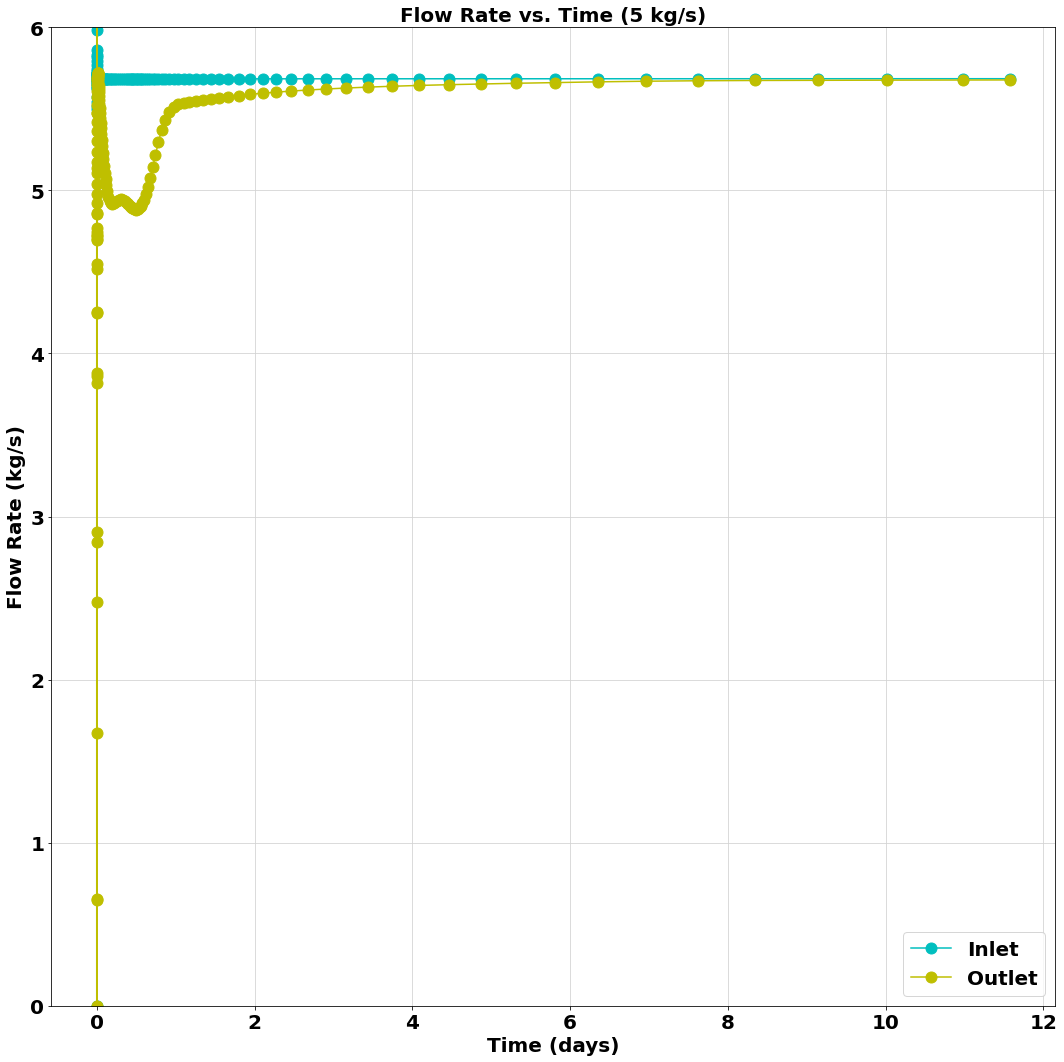 Flow Rate vs. Time (5 kg/s)
Flow Rate (kg/s)
6
5
4
3
2
1
0
0 2 4 6 8 10 12
Time (days)
Inlet
Outlet